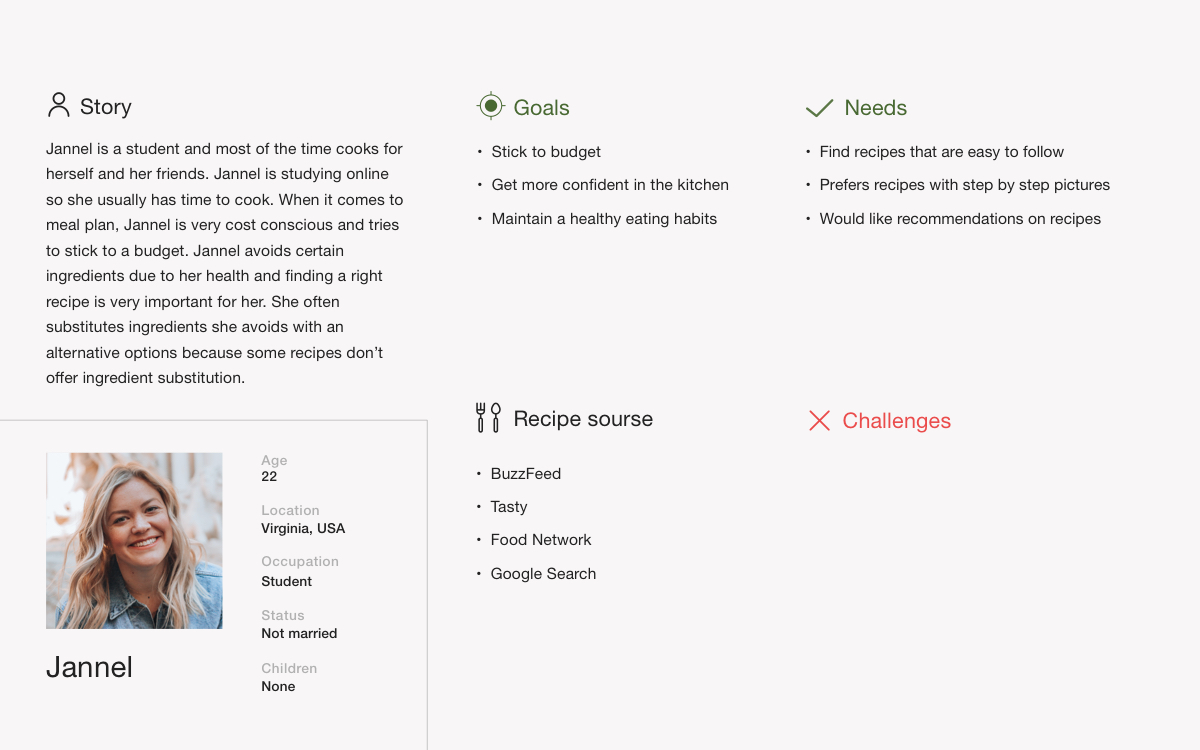 Story
Jannel is a student and most of the time cooks for
herself and her friends. Jannel is studying online
so she usually has time to cook. When it comes to
meal plan, Jannel is very cost conscious and tries
to stick to a budget. Jannel avoids certain
ingredients due to her health and finding a right
recipe is very important for her. She often
substitutes ingredients she avoids with an
alternative options because some recipes don’t
offer ingredient substitution.
Goals
• Stick to budget
• Get more confident in the kitchen
• Maintain a healthy eating habits
Needs
• Find recipes that are easy to follow
• Prefers recipes with step by step pictures
• Would like recommendations on recipes
Jannel
Age
22
Location
Virginia, USA
Occupation
Student
Status
Not married
Children
None
Recipe sourse
• BuzzFeed
• Tasty
• Food Network
• Google Search
Challenges